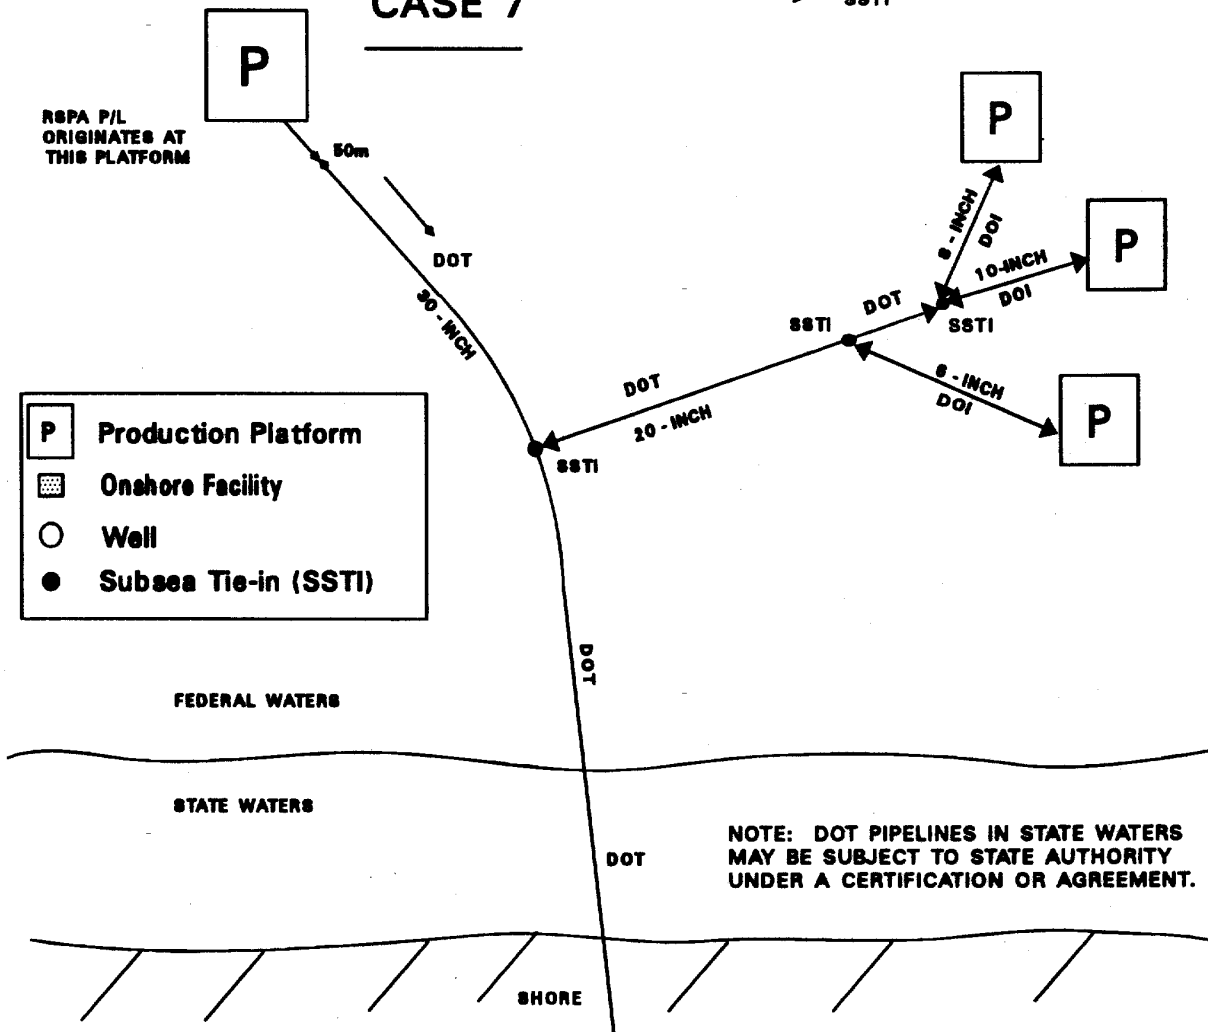 CASE 7
SSTI
P
RSPA P/L
ORIGINATES AT
THIS PLATFORM
50m
DOT
30 - INCH
P
8 - INCH
DOI
P
10-INCH
DOI
DOT
SSTI
SSTI
6 - INCH
DOI
P
DOT
20 - INCH
SSTI
P Production Platform
Onshore Facility
Well
Subsea Tie-in (SSTI)
DOT
FEDERAL WATERS
STATE WATERS
DOT
NOTE: DOT PIPELINES IN STATE WATERS
MAY BE SUBJECT TO STATE AUTHORITY
UNDER A CERTIFICATION OR AGREEMENT.
SHORE